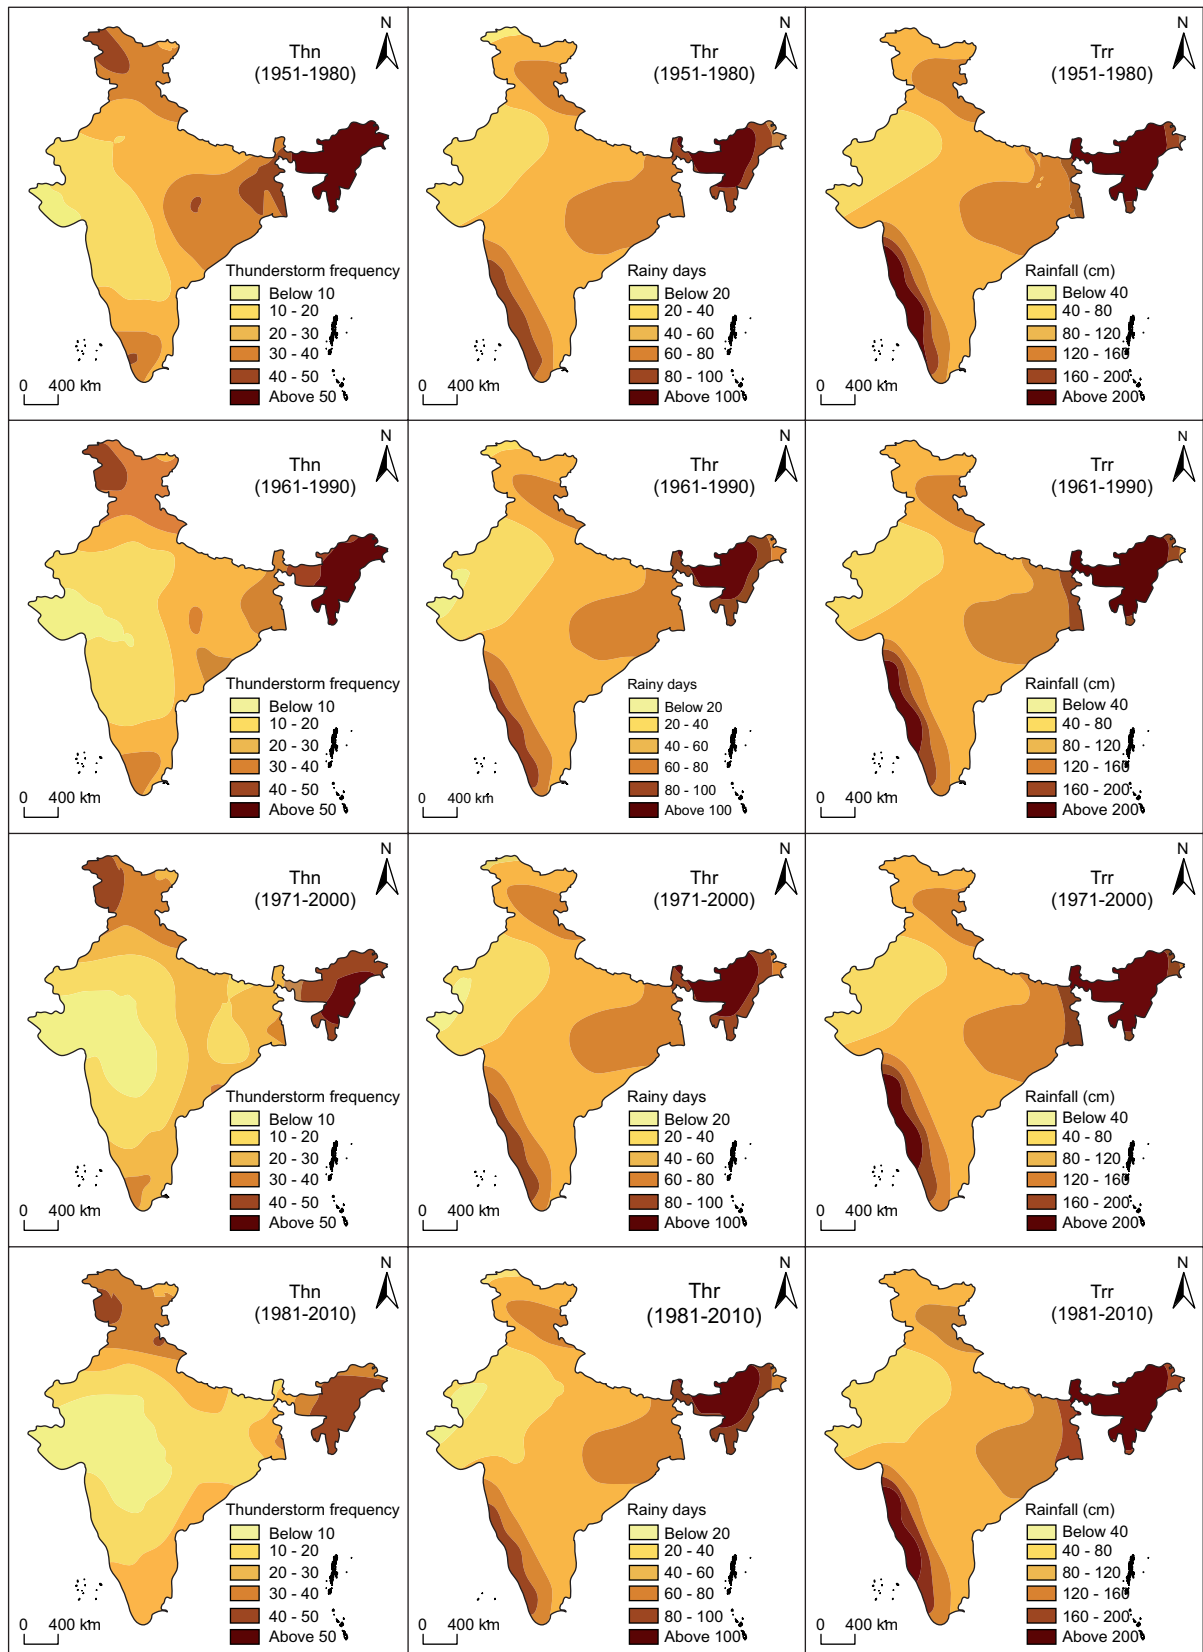 N
Thn
(1951-1980)
Thunderstorm frequency
Below 10
10 - 20
20 - 30
30 - 40
40 - 50
Above 50
0 400 km
N
Thr
(1951-1980)
Rainy days
Below 20
20 - 40
40 - 60
60 - 80
80 - 100
Above 100
0 400 km
N
Trr
(1951-1980)
Rainfall (cm)
Below 40
40 - 80
80 - 120
120 - 160
160 - 200
Above 200
0 400 km
N
Thn
(1961-1990)
Thunderstorm frequency
Below 10
10 - 20
20 - 30
30 - 40
40 - 50
Above 50
0 400 km
N
Thr
(1961-1990)
Rainy days
Below 20
20 - 40
40 - 60
60 - 80
80 - 100
Above 100
0 400 km
N
Trr
(1961-1990)
Rainfall (cm)
Below 40
40 - 80
80 - 120
120 - 160
160 - 200
Above 200
0 400 km
N
Thn
(1971-2000)
Thunderstorm frequency
Below 10
10 - 20
20 - 30
30 - 40
40 - 50
Above 50
0 400 km
N
Thr
(1971-2000)
Rainy days
Below 20
20 - 40
40 - 60
60 - 80
80 - 100
Above 100
0 400 km
N
Trr
(1971-2000)
Rainfall (cm)
Below 40
40 - 80
80 - 120
120 - 160
160 - 200
Above 200
0 400 km
N
Thn
(1981-2010)
Thunderstorm frequency
Below 10
10 - 20
20 - 30
30 - 40
40 - 50
Above 50
0 400 km
N
Thr
(1981-2010)
Rainy days
Below 20
20 - 40
40 - 60
60 - 80
80 - 100
Above 100
0 400 km
N
Trr
(1981-2010)
Rainfall (cm)
Below 40
40 - 80
80 - 120
120 - 160
160 - 200
Above 200
0 400 km